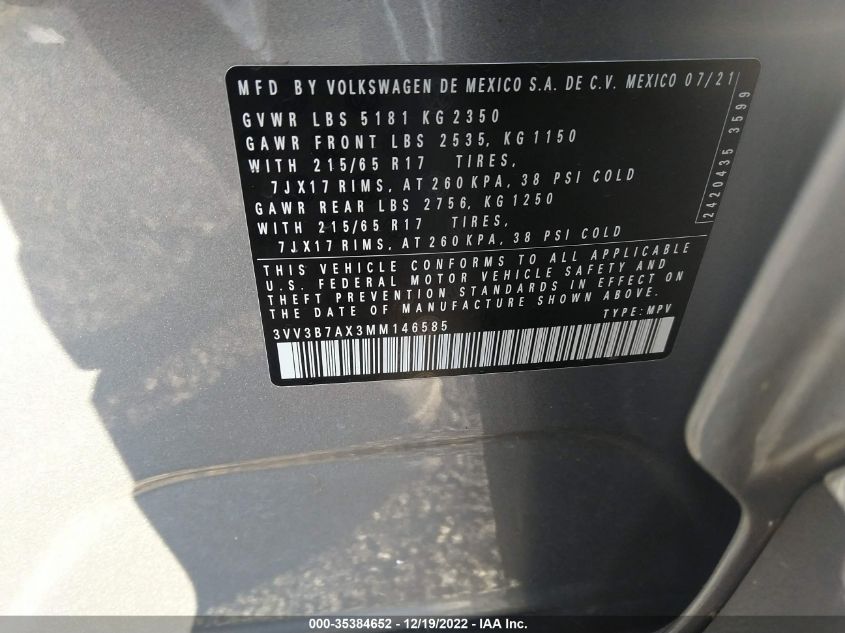 MFD BY VOLKSWAGEN DE MEXICO S.A. DE C.V. MEXICO 07/21
GVWR LBS 5181 KG 2350
GAWR FRONT LBS 2535, KG 1150
WITH 215/65 R17 TIRES,
7JX17 RIMS, AT 260 KPA, 38 PSI COLD
GAWR REAR LBS 2756, KG 1250
WITH 215/65 R17 TIRES,
7JX17 RIMS, AT 260 KPA, 38 PSI COLD
THIS VEHICLE CONFORMS TO ALL APPLICABLE
U.S. FEDERAL MOTOR VEHICLE SAFETY AND
THEFT PREVENTION STANDARDS IN EFFECT ON
THE DATE OF MANUFACTURE SHOWN ABOVE.
TYPE: MPV
3VV3B7AX3MM146585
2420435 3599
000-35384652 - 12/19/2022 - IAA Inc.